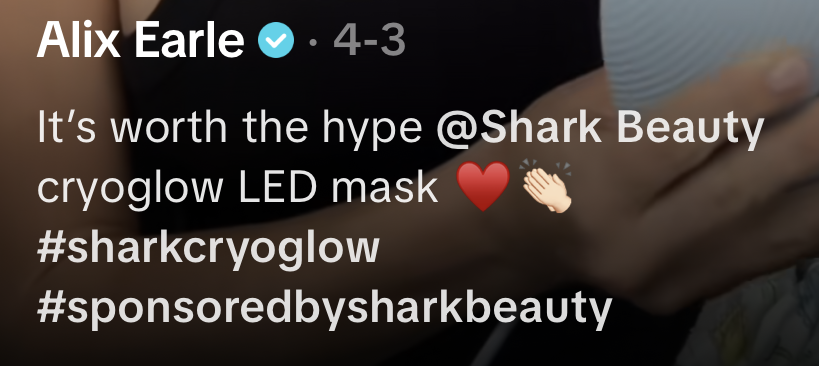 Alix Earle · 4-3
It’s worth the hype @Shark Beauty
cryoglow LED mask ♥️👏🏻
#sharkcryoglow
#sponsoredbysharkbeauty